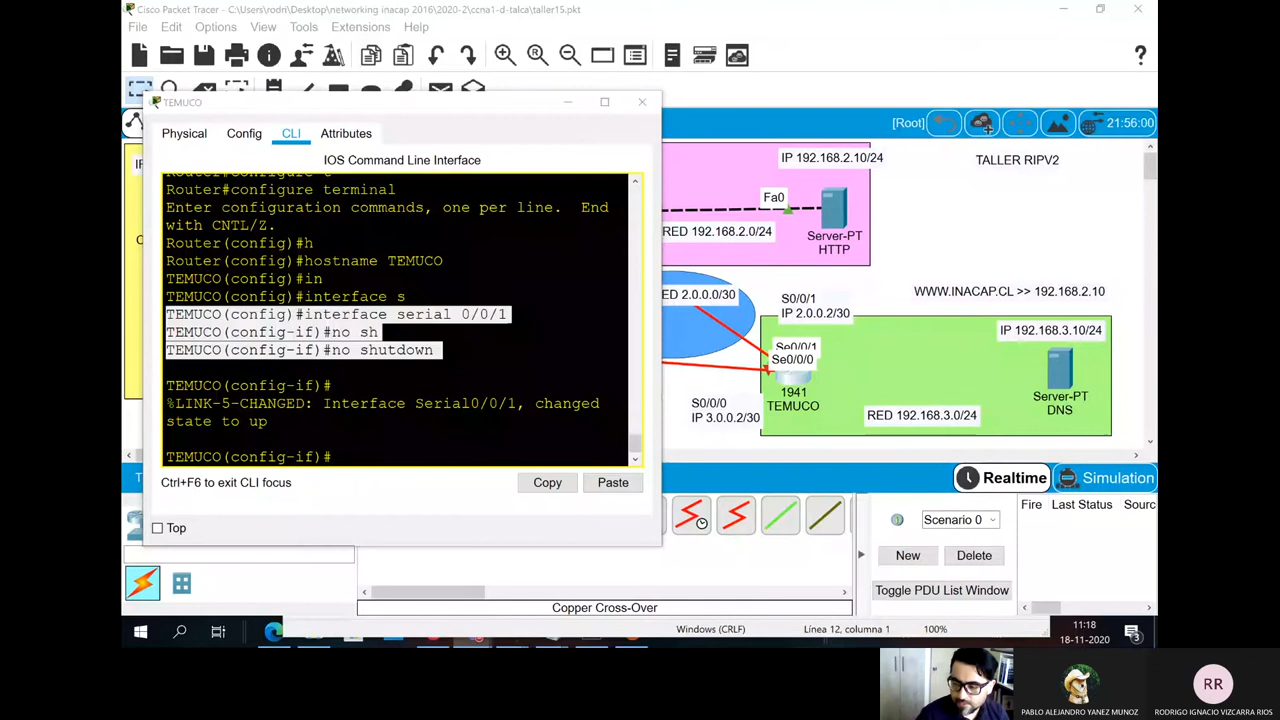 Cisco Packet Tracer - C:\Users\rodri\Desktop\networking inacap 2016\2020-2\ccna1-d-talca\taller15.pkt
File Edit Options View Tools Extensions Help
?
TEMUCO
Physical Config CLI Attributes
IOS Command Line Interface
Router#configure t
Router#configure terminal
Enter configuration commands, one per line. End
with CNTL/Z.
Router(config)#h
Router(config)#hostname TEMUCO
TEMUCO(config)#in
TEMUCO(config)#interface s
TEMUCO(config)#interface serial 0/0/1
TEMUCO(config-if)#no sh
TEMUCO(config-if)#no shutdown
TEMUCO(config-if)#
%LINK-5-CHANGED: Interface Serial0/0/1, changed
state to up
TEMUCO(config-if)#
Ctrl+F6 to exit CLI focus
Copy
Paste
Top
[Root]
21:56:00
IP 192.168.2.10/24
TALLER RIPV2
Fa0
RED 192.168.2.0/24
Server-PT
HTTP
ED 2.0.0.0/30
S0/0/1
IP 2.0.0.2/30
WWW.INACAP.CL >> 192.168.2.10
IP 192.168.3.10/24
Se0/0/1
Se0/0/0
1941
TEMUCO
S0/0/0
IP 3.0.0.2/30
RED 192.168.3.0/24
Server-PT
DNS
Realtime
Simulation
Scenario 0
New
Delete
Toggle PDU List Window
Fire Last Status Sourc
Copper Cross-Over
Windows (CRLF)
Línea 12, columna 1
100%
11:18
18-11-2020
3
RR
PABLO ALEJANDRO YANEZ MUNOZ
RODRIGO IGNACIO VIZCARRA RIOS